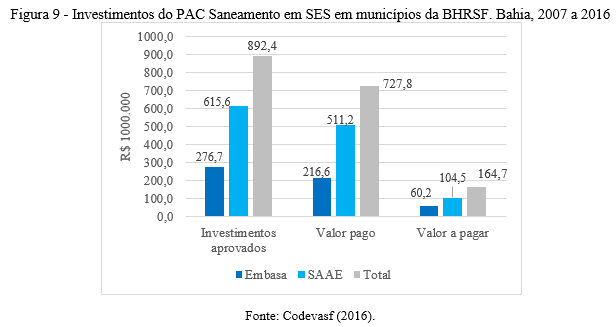 Figura 9 - Investimentos do PAC Saneamento em SES em municípios da BHRSF. Bahia, 2007 a 2016
R$ 1000.000
1000,0
900,0
800,0
700,0
600,0
500,0
400,0
300,0
200,0
100,0
0,0
276,7
615,6
892,4
216,6
511,2
727,8
60,2
104,5
164,7
Investimentos
aprovados
Valor pago
Valor a pagar
Embasa
SAAE
Total
Fonte: Codevasf (2016).